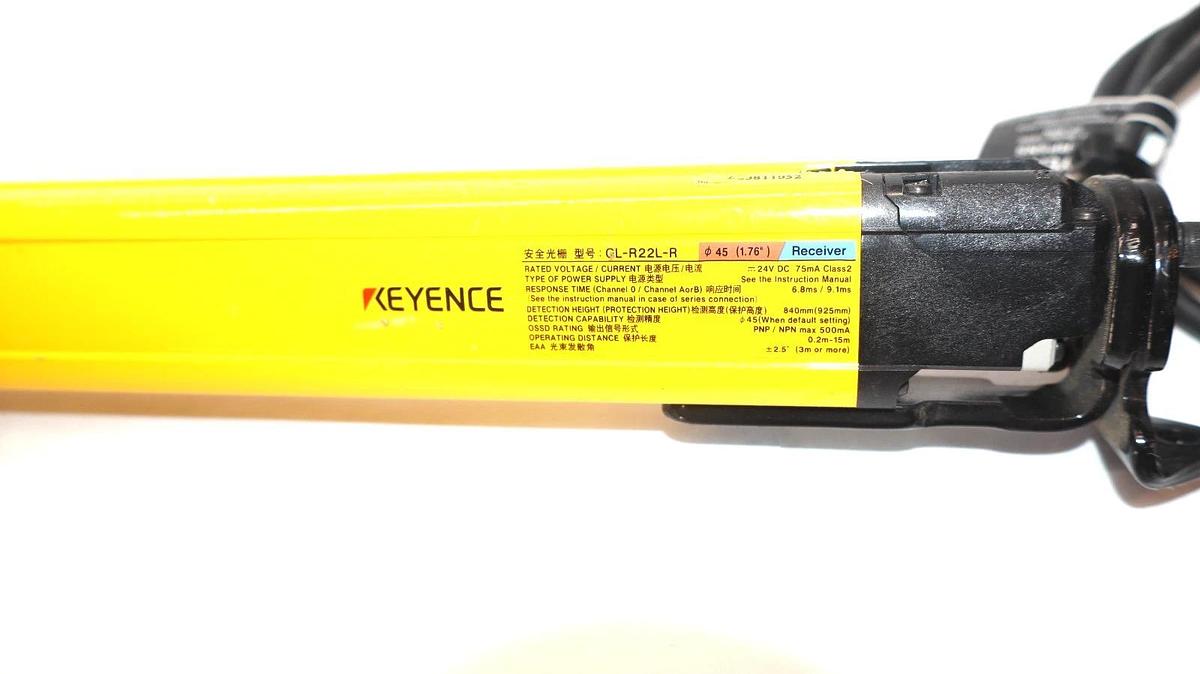 安全光栅 型号: GL-R22L-R φ45 (1.76") Receiver
RATED VOLTAGE / CURRENT 电源电压/电流 ⎓24V DC 75mA Class2
TYPE OF POWER SUPPLY 电源类型 See the Instruction Manual
RESPONSE TIME (Channel 0 / Channel AorB) 响应时间 6.8ms / 9.1ms
(See the instruction manual in case of series connection)
DETECTION HEIGHT (PROTECTION HEIGHT)检测高度(保护高度) 840mm(925mm)
DETECTION CAPABILITY 检测精度 φ45(When default setting)
OSSD RATING 输出信号形式 PNP / NPN max 500mA
OPERATING DISTANCE 保护长度 0.2m-15m
EAA 光束发散角 ±2.5° (3m or more)
KEYENCE